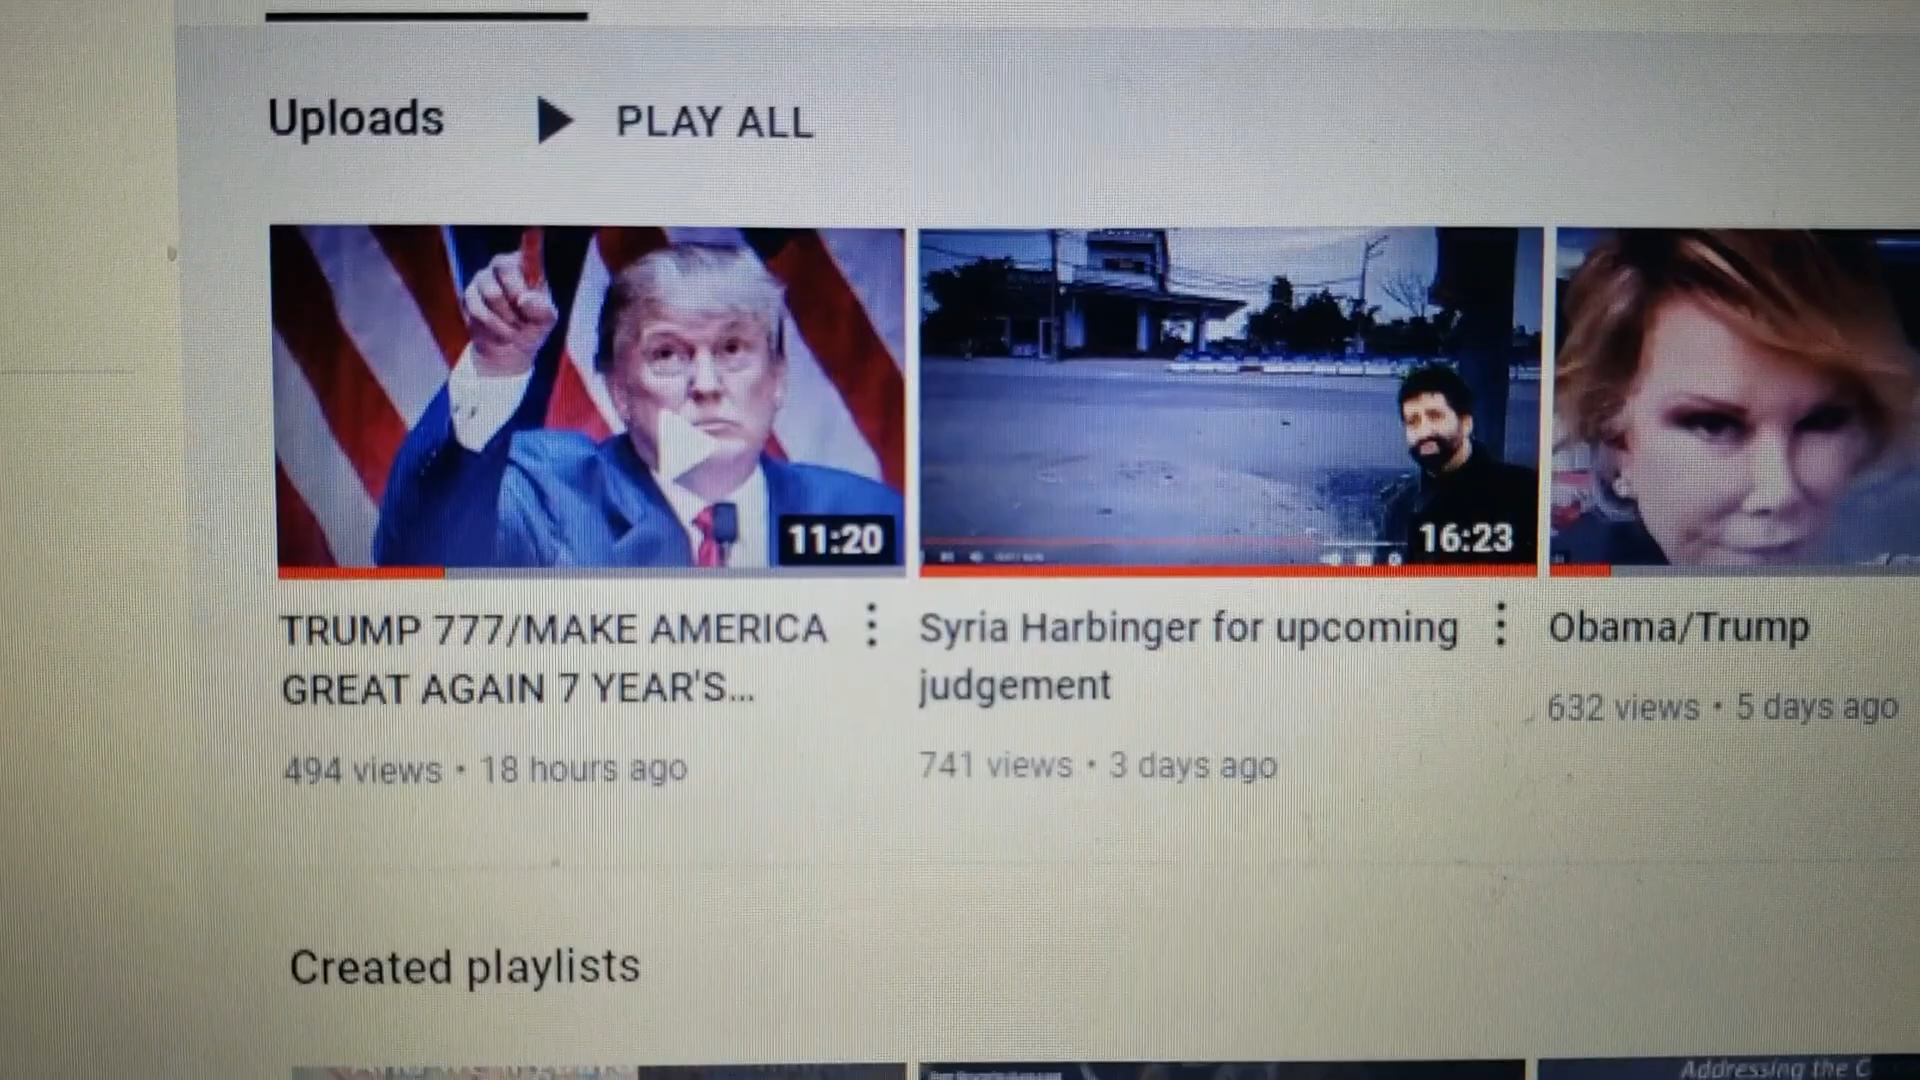 Uploads PLAY ALL
11:20
16:23
TRUMP 777/MAKE AMERICA
GREAT AGAIN 7 YEAR'S...
494 views • 18 hours ago
Syria Harbinger for upcoming
judgement
741 views • 3 days ago
Obama/Trump
632 views • 5 days ago
Created playlists
Addressing the C